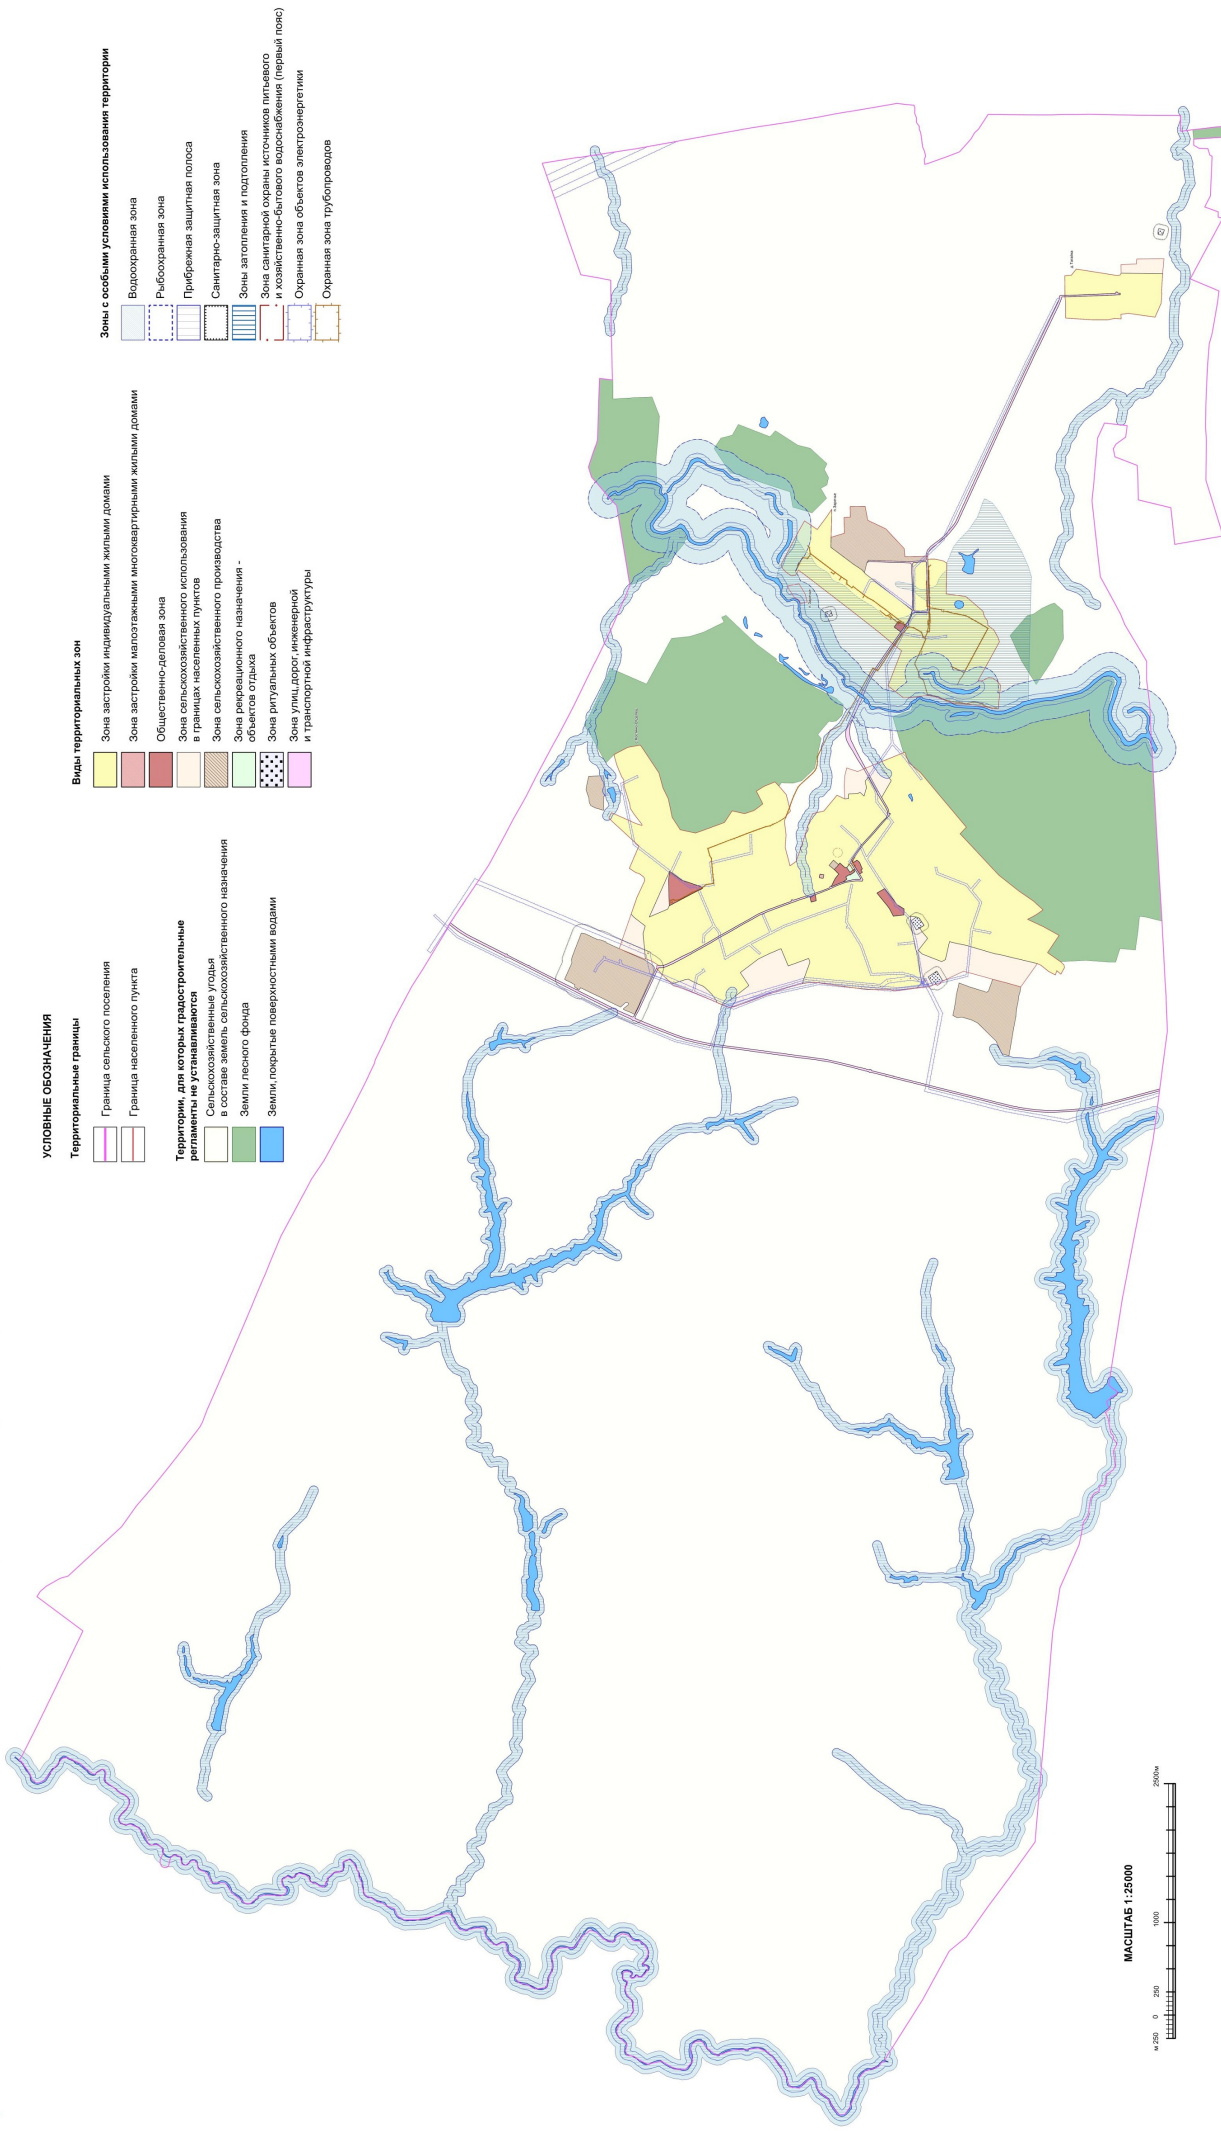 УСЛОВНЫЕ ОБОЗНАЧЕНИЯ
Территориальные границы
Граница сельского поселения
Граница населенного пункта
Территории, для которых градостроительные
регламенты не устанавливаются
Сельскохозяйственные угодья
в составе земель сельскохозяйственного назначения
Земли лесного фонда
Земли, покрытые поверхностными водами
Виды территориальных зон
Зона застройки индивидуальными жилыми домами
Зона застройки малоэтажными многоквартирными жилыми домами
Общественно-деловая зона
Зона сельскохозяйственного использования
в границах населенных пунктов
Зона сельскохозяйственного производства
Зона рекреационного назначения -
объектов отдыха
Зона ритуальных объектов
Зона улиц, дорог, инженерной
и транспортной инфраструктуры
Зоны с особыми условиями использования территории
Водоохранная зона
Рыбоохранная зона
Прибрежная защитная полоса
Санитарно-защитная зона
Зоны затопления и подтопления
Зона санитарной охраны источников питьевого
и хозяйственно-бытового водоснабжения (первый пояс)
Охранная зона объектов электроэнергетики
Охранная зона трубопроводов
МАСШТАБ 1:25000
м 250 0 250 1000 2500м